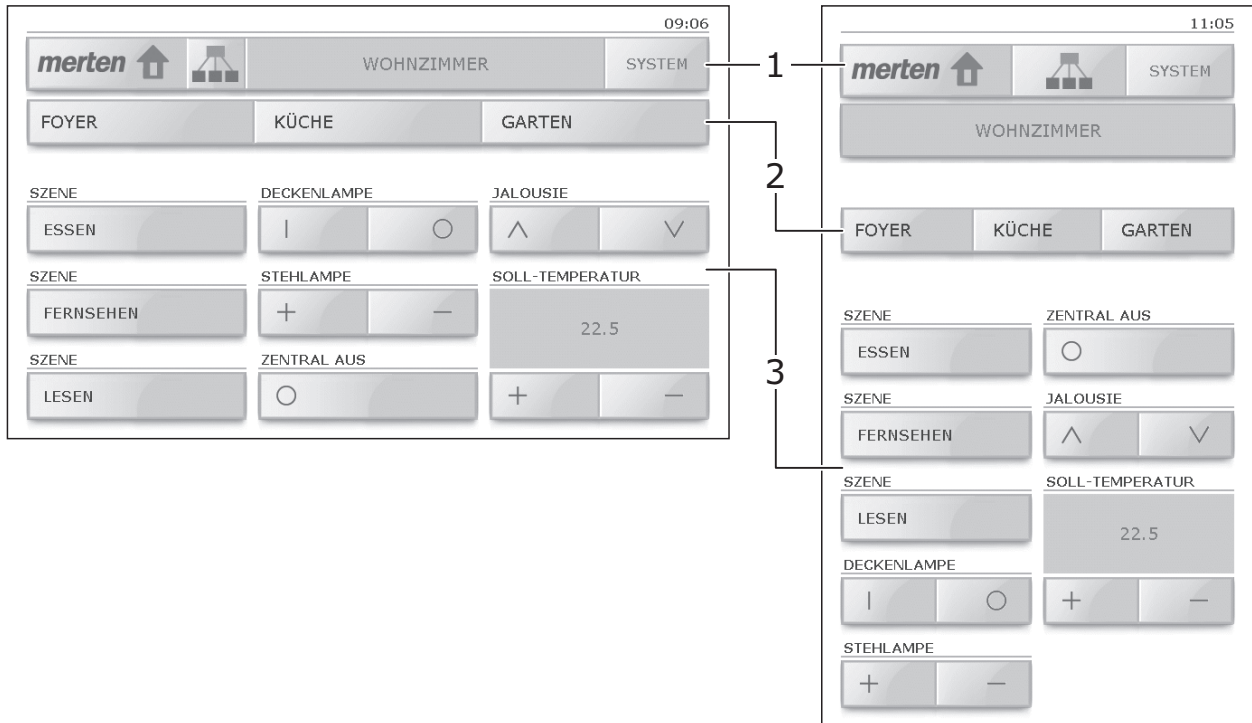 09:06
merten WOHNZIMMER SYSTEM
FOYER KÜCHE GARTEN
SZENE DECKENLAMPE JALOUSIE
ESSEN
SZENE STEHLAMPE SOLL-TEMPERATUR
FERNSEHEN + − 22.5
SZENE ZENTRAL AUS
LESEN + −
1
2
3
11:05
merten SYSTEM
WOHNZIMMER
FOYER KÜCHE GARTEN
SZENE ZENTRAL AUS
ESSEN
SZENE JALOUSIE
FERNSEHEN
SZENE SOLL-TEMPERATUR
LESEN 22.5
DECKENLAMPE
+ −
STEHLAMPE
+ −